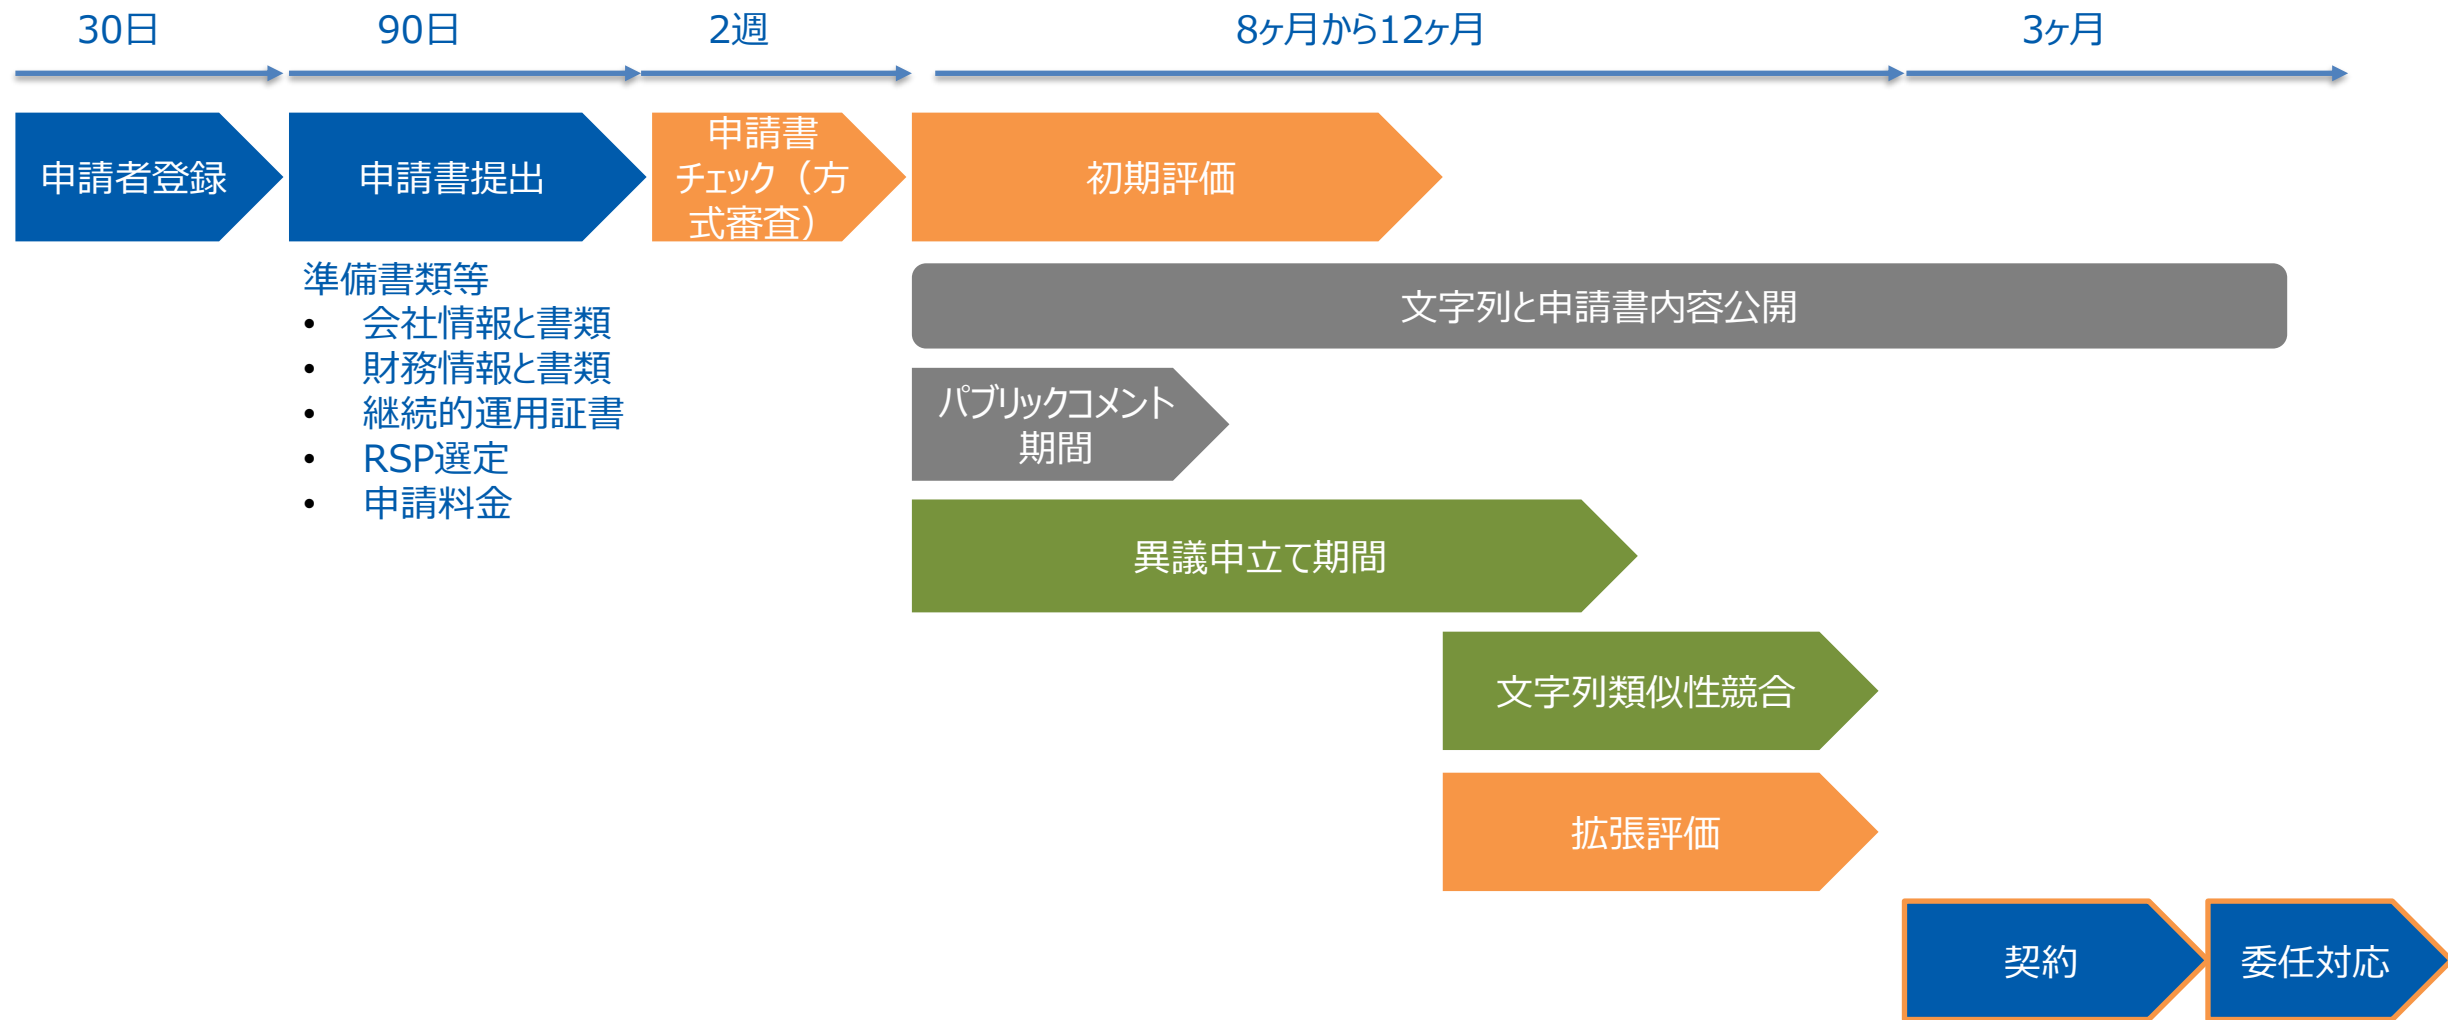 30日
90日
2週
8ヶ月から12ヶ月
3ヶ月
申請者登録
申請書提出
申請書
チェック（方
式審査）
初期評価
準備書類等
• 会社情報と書類
• 財務情報と書類
• 継続的運用証書
• RSP選定
• 申請料金
文字列と申請書内容公開
パブリックコメント
期間
異議申立て期間
文字列類似性競合
拡張評価
契約
委任対応